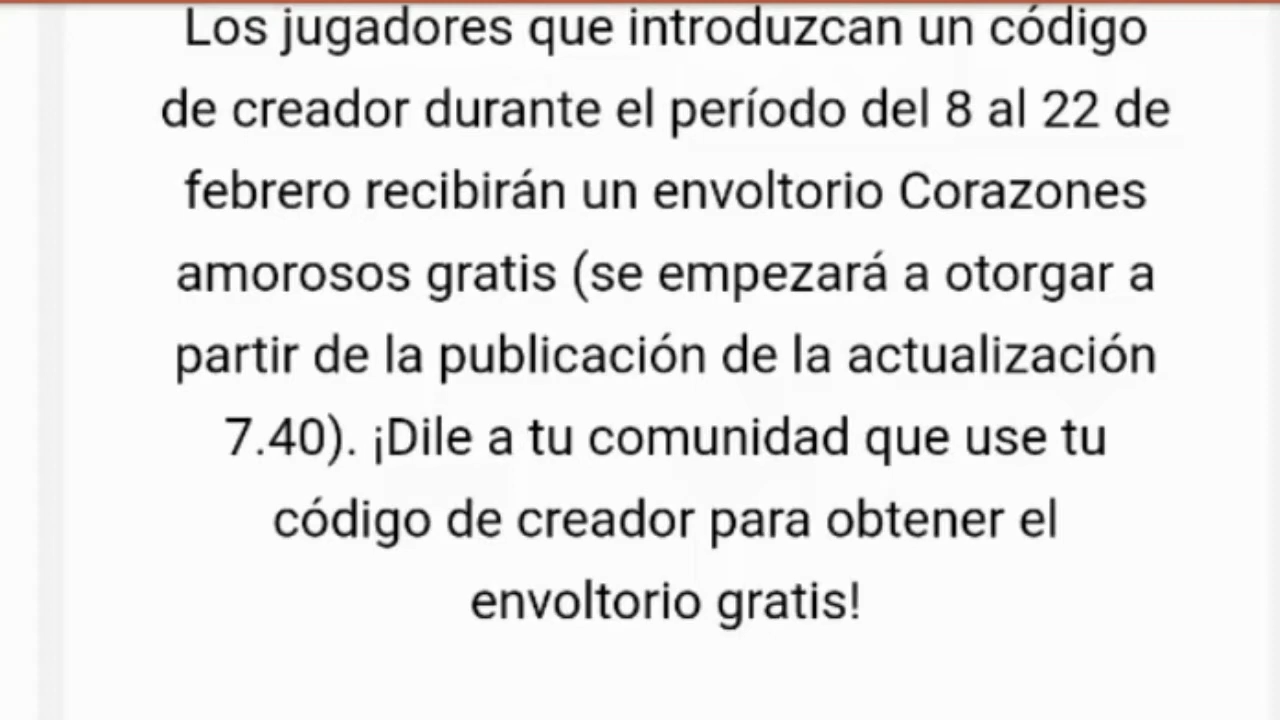 Los jugadores que introduzcan un código
de creador durante el período del 8 al 22 de
febrero recibirán un envoltorio Corazones
amorosos gratis (se empezará a otorgar a
partir de la publicación de la actualización
7.40). ¡Dile a tu comunidad que use tu
código de creador para obtener el
envoltorio gratis!